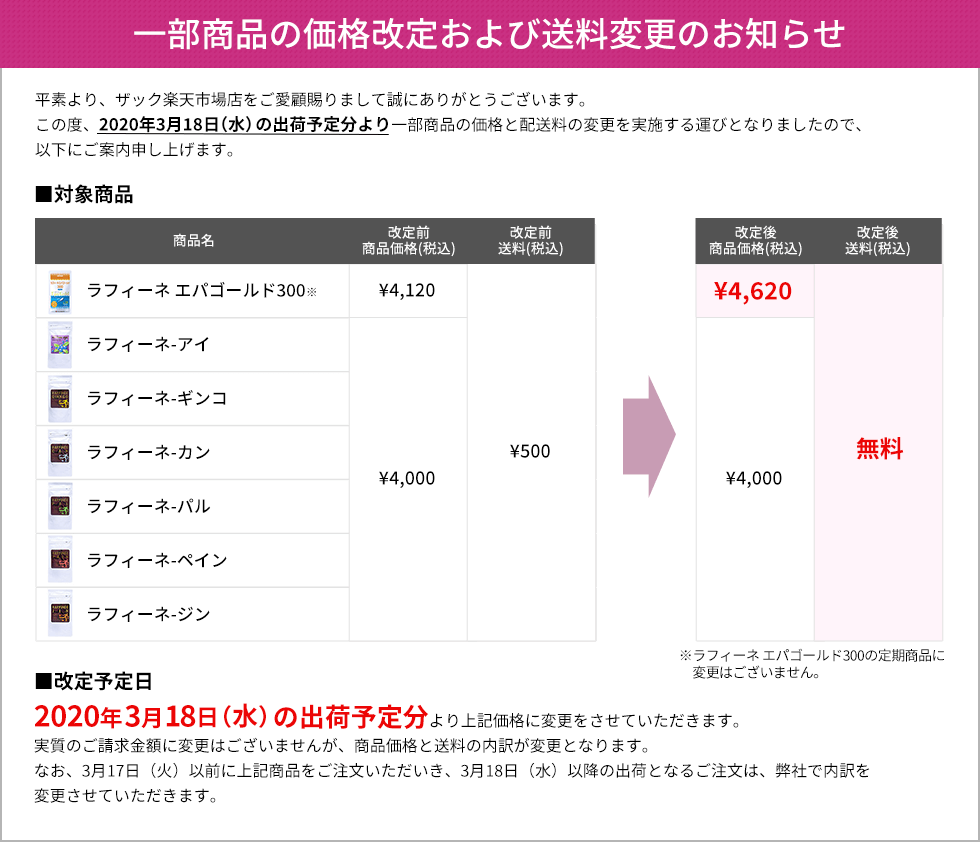 一部商品の価格改定および送料変更のお知らせ
平素より、ザック楽天市場店をご愛顧賜りまして誠にありがとうございます。
この度、2020年3月18日(水)の出荷予定分より一部商品の価格と配送料の変更を実施する運びとなりましたので、
以下にご案内申し上げます。
■対象商品
商品名
改定前
商品価格(税込)
改定前
送料(税込)
改定後
商品価格(税込)
改定後
送料(税込)
ラフィーネ エパゴールド300※
¥4,120
¥4,620
ラフィーネ-アイ
ラフィーネ-ギンコ
ラフィーネ-カン
¥500
無料
¥4,000
¥4,000
ラフィーネ-パル
ラフィーネ-ペイン
ラフィーネ-ジン
※ラフィーネ エパゴールド300の定期商品に
変更はございません。
■改定予定日
2020年3月18日(水)の出荷予定分より上記価格に変更をさせていただきます。
実質のご請求金額に変更はございませんが、商品価格と送料の内訳が変更となります。
なお、3月17日（火）以前に上記商品をご注文いただいき、3月18日（水）以降の出荷となるご注文は、弊社で内訳を
変更させていただきます。